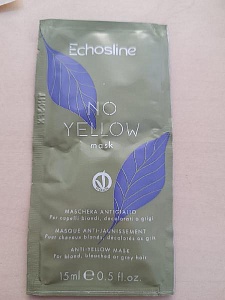 Echosline
NO
YELLOW
mask
MASCHERA ANTIGIALLO
Per capelli biondi, decolorati o grigi
MASQUE ANTI-JAUNISSEMENT
Pour cheveux blonds, décolorés ou gris
ANTI-YELLOW MASK
For blond, bleached or grey hair
15ml e 0.5 fl.oz.